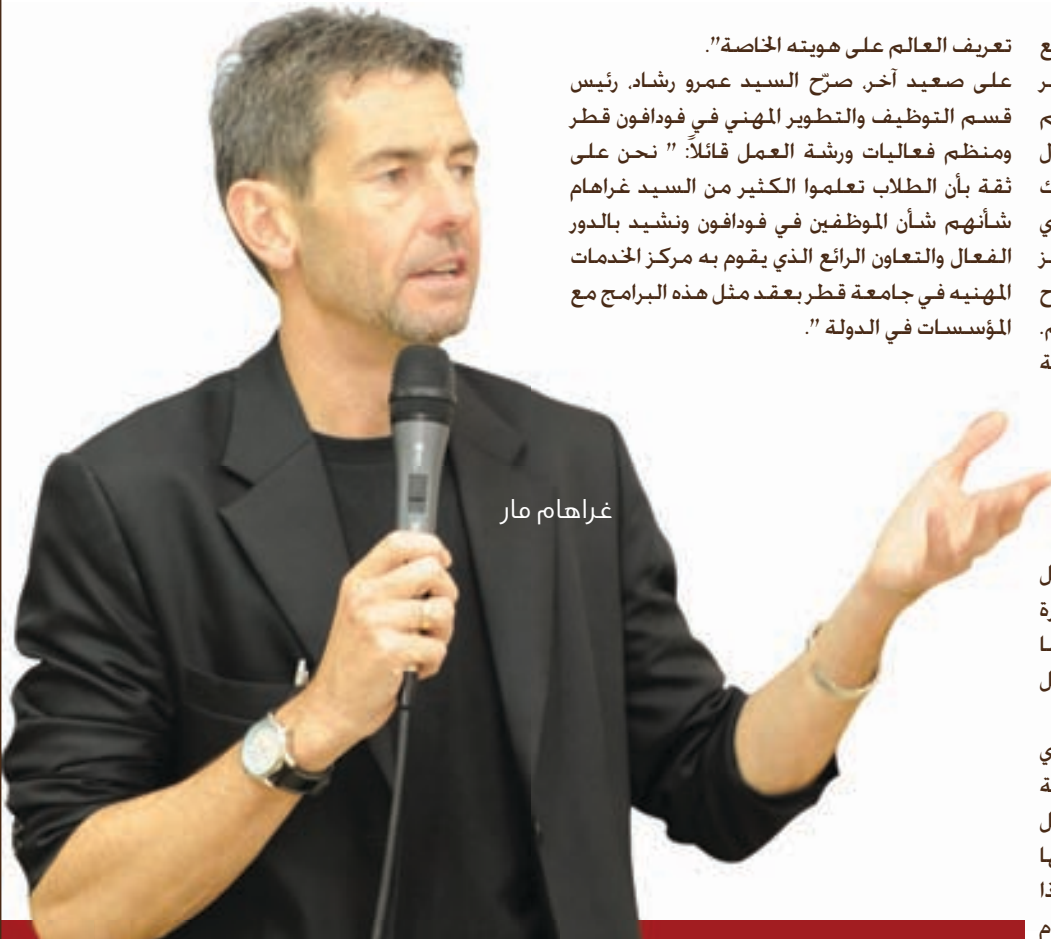 تعريف العالم على هويته الخاصة".
على صعيد آخر، صرّح السيد عمرو رشاد، رئيس
قسم التوظيف والتطوير المهني في فودافون قطر
ومنظم فعاليات ورشة العمل قائلاً: " نحن على
ثقة بأن الطلاب تعلموا الكثير من السيد غراهام
شأنهم شأن الموظفين في فودافون ونشيد بالدور
الفعال والتعاون الرائع الذي يقوم به مركز الخدمات
المهنيه في جامعة قطر بعقد مثل هذه البرامج مع
المؤسسات في الدولة ".
غراهام مار